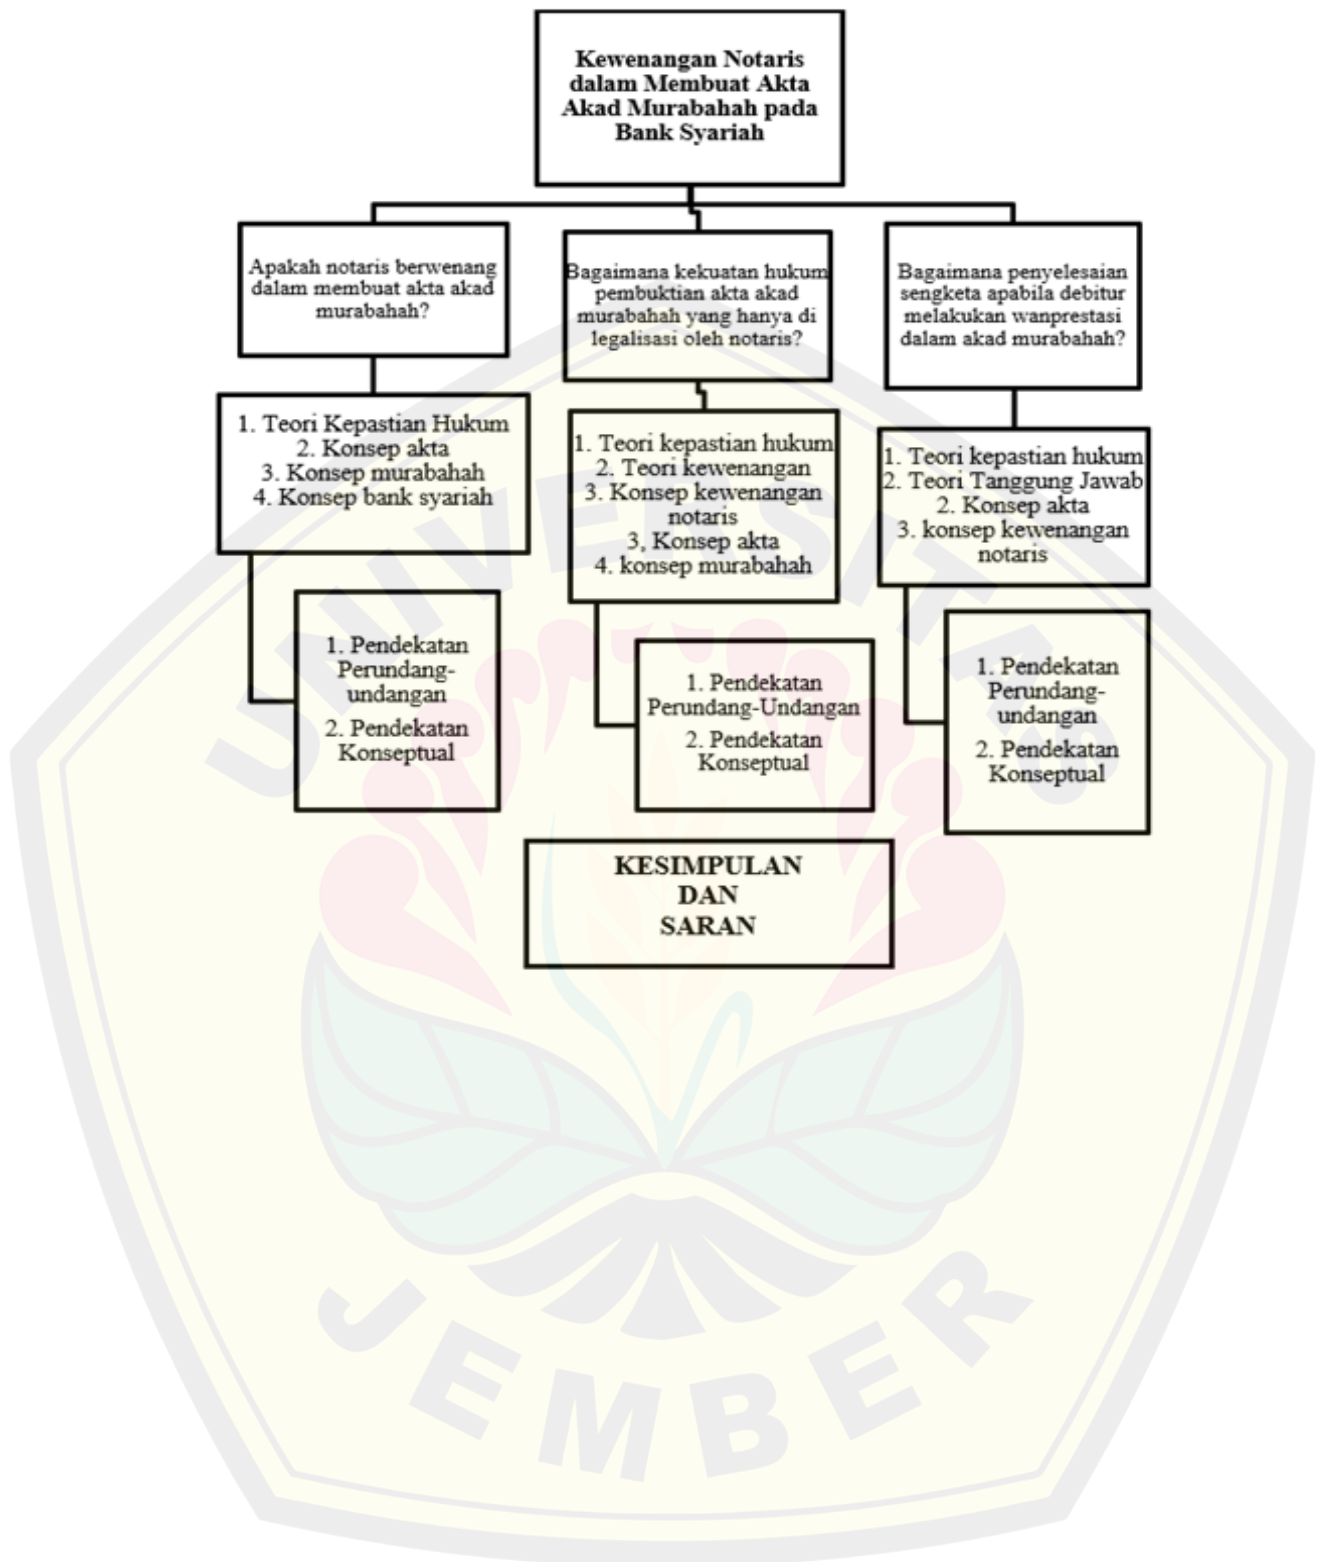 Kewenangan Notaris
dalam Membuat Akta
Akad Murabahah pada
Bank Syariah
Apakah notaris berwenang
dalam membuat akta akad
murabahah?
Bagaimana kekuatan hukum
pembuktian akta akad
murabahah yang hanya di
legalisasi oleh notaris?
Bagaimana penyelesaian
sengketa apabila debitur
melakukan wanprestasi
dalam akad murabahah?
1. Teori Kepastian Hukum
2. Konsep akta
3. Konsep murabahah
4. Konsep bank syariah
1. Teori kepastian hukum
2. Teori kewenangan
3. Konsep kewenangan
notaris
3, Konsep akta
4. konsep murabahah
1. Teori kepastian hukum
2. Teori Tanggung Jawab
2. Konsep akta
3. konsep kewenangan
notaris
1. Pendekatan
Perundang-
undangan
2. Pendekatan
Konseptual
1. Pendekatan
Perundang-Undangan
2. Pendekatan
Konseptual
1. Pendekatan
Perundang-
undangan
2. Pendekatan
Konseptual
KESIMPULAN
DAN
SARAN
UNIVERSITAS
JEMBER